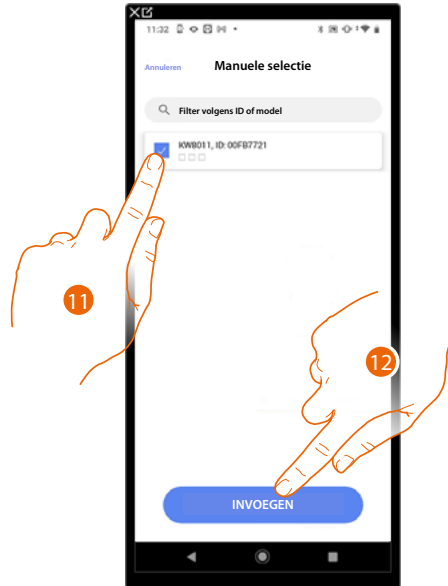 11:32
Annuleren Manuele selectie
Filter volgens ID of model
KW8011, ID: 00FB7721
11
12
INVOEGEN